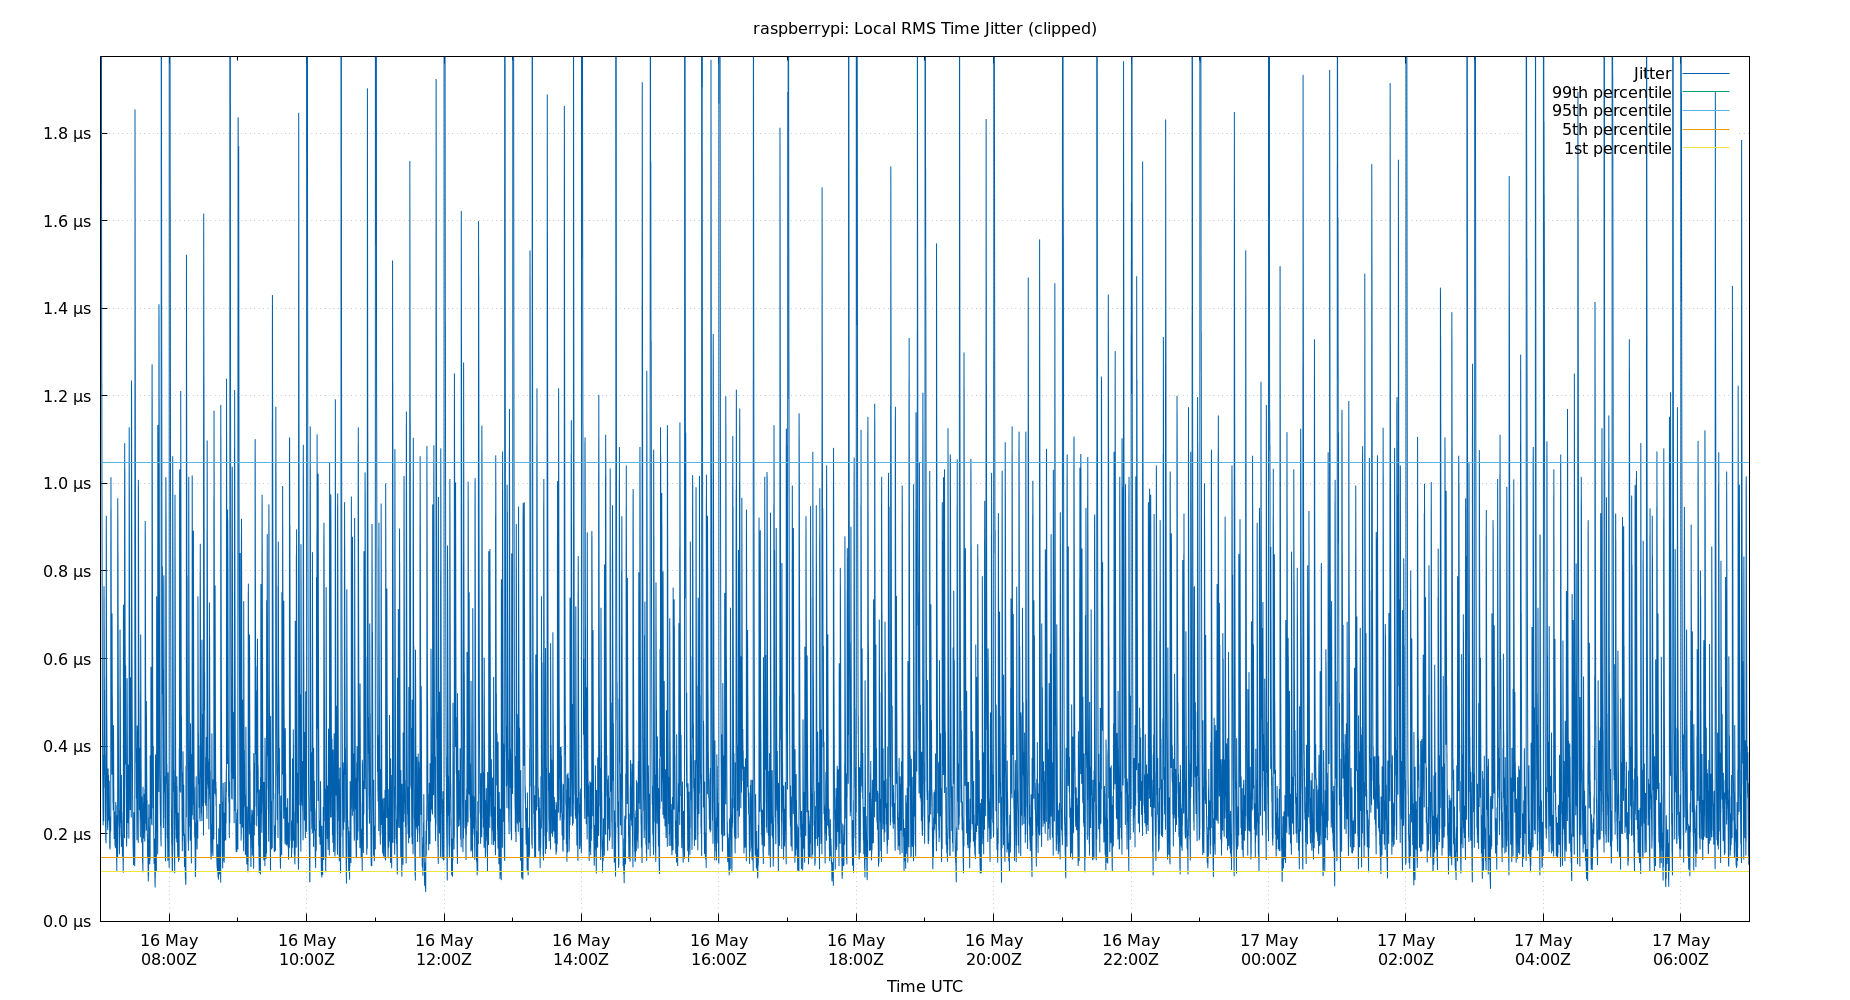 raspberrypi: Local RMS Time Jitter (clipped)
Jitter
99th percentile
95th percentile
5th percentile
1st percentile
1.8 µs
1.6 µs
1.4 µs
1.2 µs
1.0 µs
0.8 µs
0.6 µs
0.4 µs
0.2 µs
0.0 µs
16 May 16 May 16 May 16 May 16 May 16 May 16 May 16 May 17 May 17 May 17 May 17 May
08:00Z 10:00Z 12:00Z 14:00Z 16:00Z 18:00Z 20:00Z 22:00Z 00:00Z 02:00Z 04:00Z 06:00Z
Time UTC